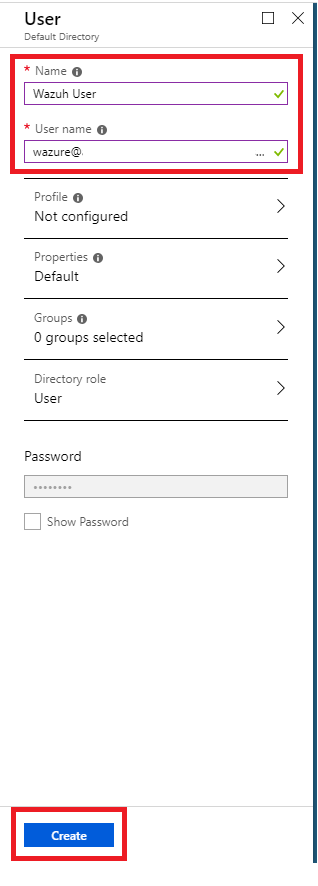 User
Default Directory
* Name
Wazuh User
* User name
wazure@. ...
Profile
Not configured
Properties
Default
Groups
0 groups selected
Directory role
User
Password
••••••••
Show Password
Create